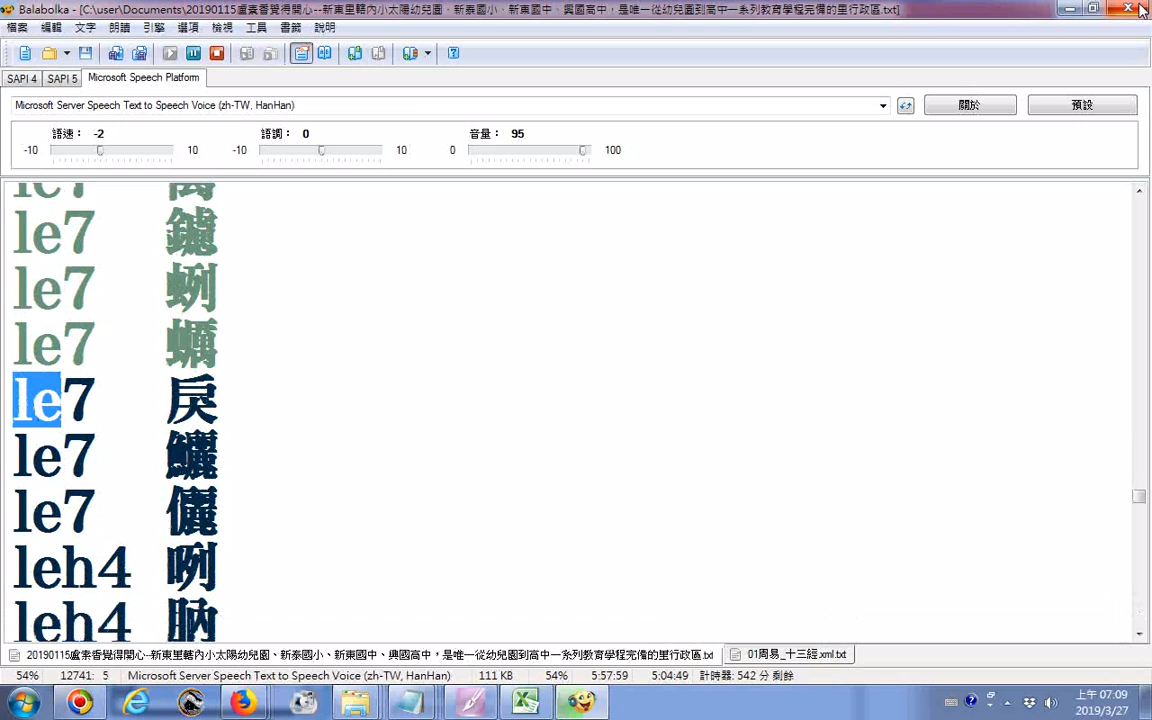 Balabolka - [C:\user\Documents\20190115盧素香覺得開心--新東里轄內小太陽幼兒園、新泰國小、新東國中、興國高中，是唯一從幼兒園到高中一系列教育學程完備的里行政區.txt]
檔案 編輯 文字 朗讀 引擎 選項 檢視 工具 書籤 說明
SAPI 4 SAPI 5 Microsoft Speech Platform
Microsoft Server Speech Text to Speech Voice (zh-TW, HanHan) 關於 預設
語速： -2 語調： 0 音量： 95
-10 10 -10 10 0 100
le7 萬
le7 鑢
le7 蛚
le7 蠣
le7 戾
le7 鱺
le7 儷
leh4 咧
leh4 胹
20190115盧素香覺得開心--新東里轄內小太陽幼兒園、新泰國小、新東國中、興國高中，是唯一從幼兒園到高中一系列教育學程完備的里行政區.txt 01周易_十三經.xml.txt
54% 12741: 5 Microsoft Server Speech Text to Speech Voice (zh-TW, HanHan) 111 KB 54% 5:57:59 5:04:49 計時器: 542 分 剩餘
上午 07:09
2019/3/27